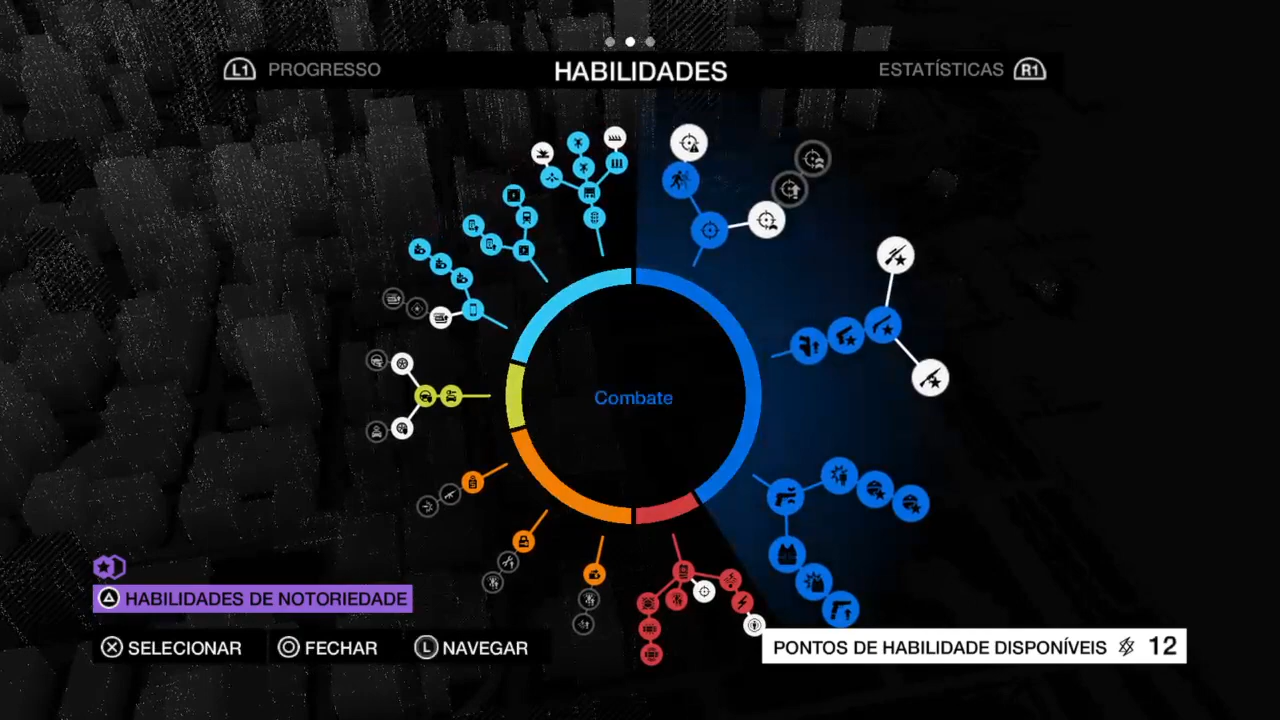 L1 PROGRESSO
HABILIDADES
ESTATÍSTICAS R1
Combate
HABILIDADES DE NOTORIEDADE
SELECIONAR
FECHAR
L NAVEGAR
PONTOS DE HABILIDADE DISPONÍVEIS 12